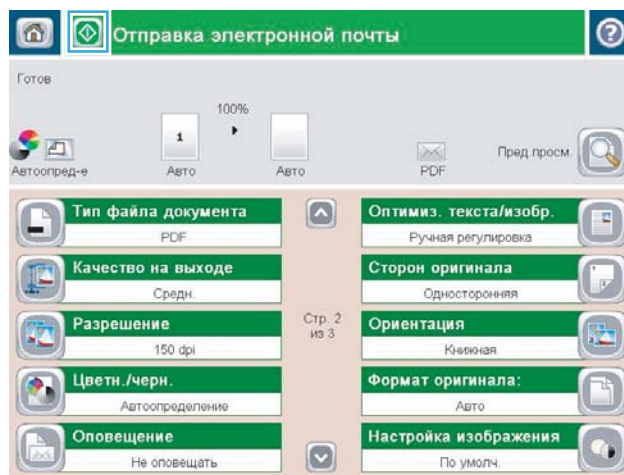 Отправка электронной почты
?
Готов
100%
1
Автоопред-е
Авто
Авто
PDF
Пред.просм.
Тип файла документа
PDF
Качество на выходе
Средн.
Разрешение
150 dpi
Цветн./черн.
Автоопределение
Оповещение
Не оповещать
Стр. 2
из 3
Оптимиз. текста/изобр.
Ручная регулировка
Сторон оригинала
Односторонняя
Ориентация
Книжная
Формат оригинала:
Авто
Настройка изображения
По умолч.